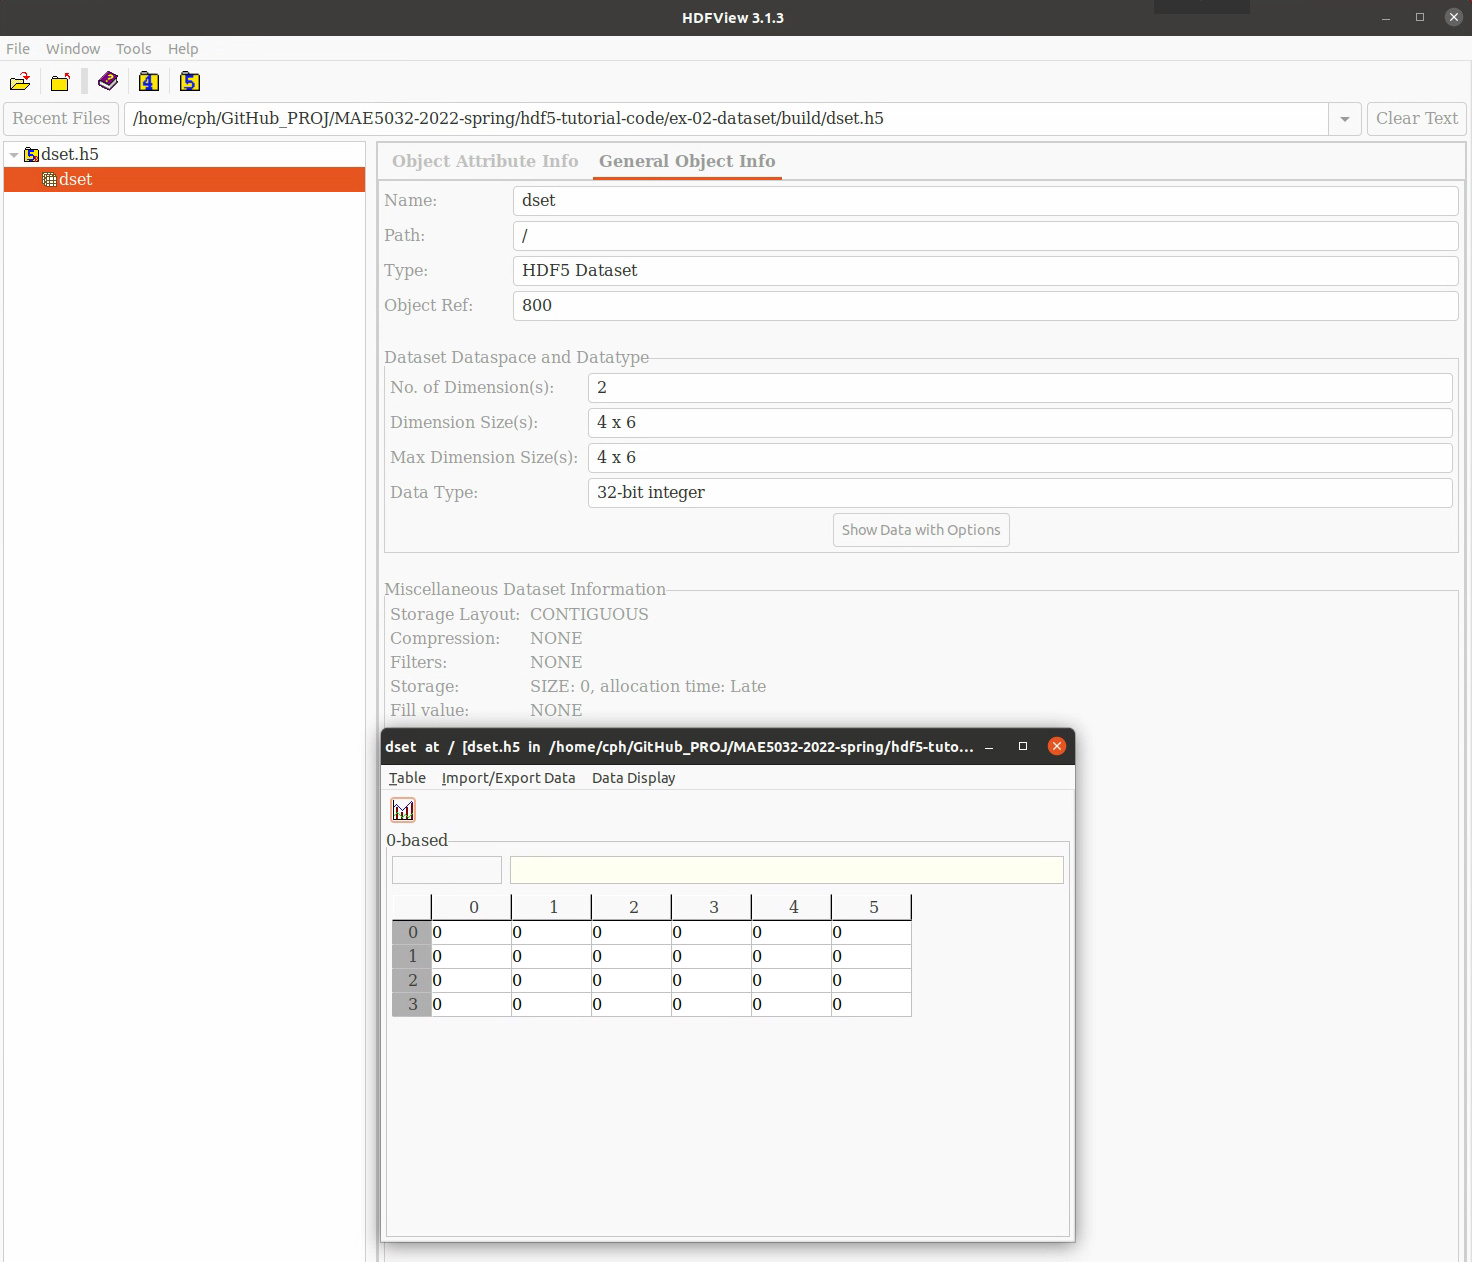 HDFView 3.1.3
File Window Tools Help
4 5
Recent Files /home/cph/GitHub_PROJ/MAE5032-2022-spring/hdf5-tutorial-code/ex-02-dataset/build/dset.h5 Clear Text
5 dset.h5
dset
Object Attribute Info General Object Info
Name: dset
Path: /
Type: HDF5 Dataset
Object Ref: 800
Dataset Dataspace and Datatype
No. of Dimension(s): 2
Dimension Size(s): 4 x 6
Max Dimension Size(s): 4 x 6
Data Type: 32-bit integer
Show Data with Options
Miscellaneous Dataset Information
Storage Layout: CONTIGUOUS
Compression: NONE
Filters: NONE
Storage: SIZE: 0, allocation time: Late
Fill value: NONE
dset at / [dset.h5 in /home/cph/GitHub_PROJ/MAE5032-2022-spring/hdf5-tuto...
Table Import/Export Data Data Display
0-based
0 1 2 3 4 5
0 0 0 0 0 0 0
1 0 0 0 0 0 0
2 0 0 0 0 0 0
3 0 0 0 0 0 0